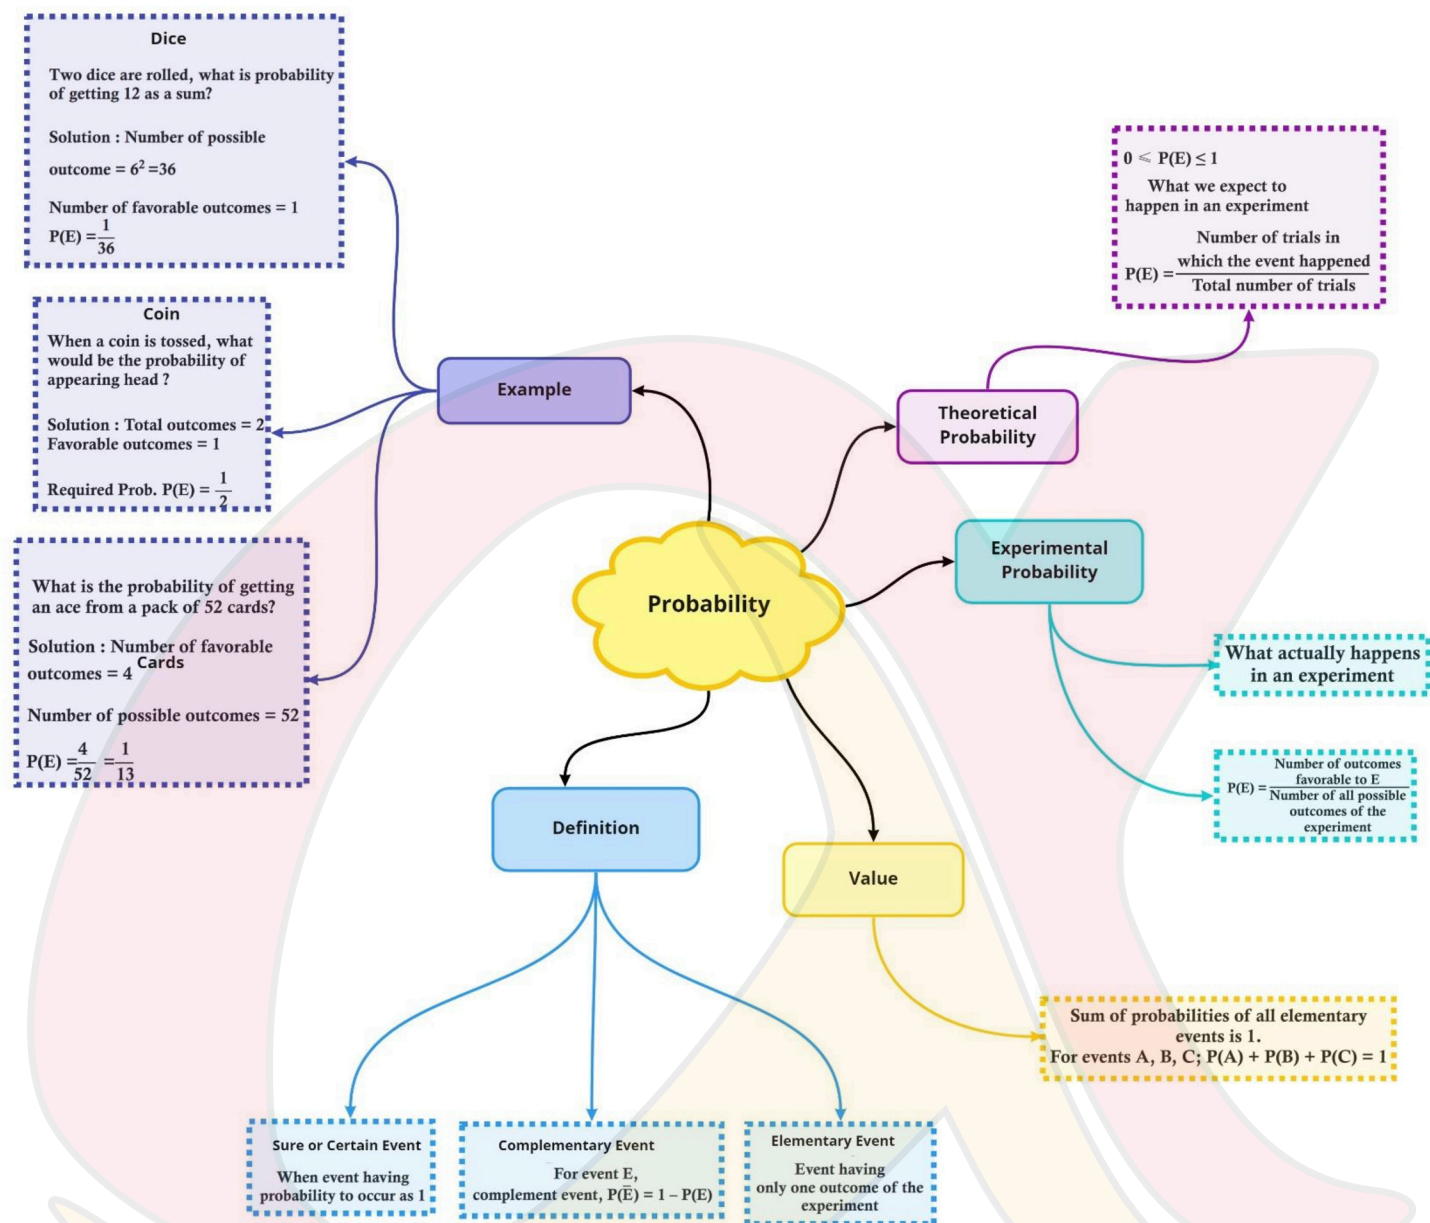 Dice
Two dice are rolled, what is probability
of getting 12 as a sum?
Solution : Number of possible
outcome = 6² =36
Number of favorable outcomes = 1
P(E) = 1/36
Coin
When a coin is tossed, what
would be the probability of
appearing head ?
Solution : Total outcomes = 2
Favorable outcomes = 1
Required Prob. P(E) = 1/2
What is the probability of getting
an ace from a pack of 52 cards?
Solution : Number of favorable
outcomes = 4
Cards
Number of possible outcomes = 52
P(E) = 4/52 = 1/13
Example
Probability
Theoretical
Probability
0 ⩽ P(E) ≤ 1
What we expect to
happen in an experiment
Number of trials in
which the event happened
P(E) =
Total number of trials
Experimental
Probability
What actually happens
in an experiment
Number of outcomes
favorable to E
P(E) =
Number of all possible
outcomes of the
experiment
Definition
Value
Sum of probabilities of all elementary
events is 1.
For events A, B, C; P(A) + P(B) + P(C) = 1
Sure or Certain Event
When event having
probability to occur as 1
Complementary Event
For event E,
complement event, P(E̅) = 1 – P(E)
Elementary Event
Event having
only one outcome of the
experiment